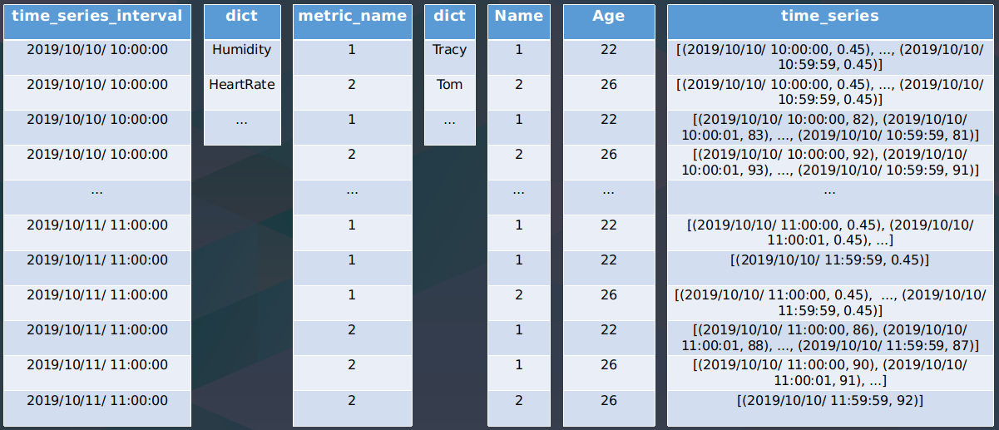 time_series_interval dict metric_name dict Name Age time_series
2019/10/10/ 10:00:00 Humidity 1 Tracy 1 22 [(2019/10/10/ 10:00:00, 0.45), ..., (2019/10/10/
10:59:59, 0.45)]
2019/10/10/ 10:00:00 HeartRate 2 Tom 2 26 [(2019/10/10/ 10:00:00, 0.45), ..., (2019/10/10/
10:59:59, 0.45)]
2019/10/10/ 10:00:00 ... 1 ... 1 22 [(2019/10/10/ 10:00:00, 82), (2019/10/10/
10:00:01, 83), ..., (2019/10/10/ 10:59:59, 81)]
2019/10/10/ 10:00:00 2 2 26 [(2019/10/10/ 10:00:00, 92), (2019/10/10/
10:00:01, 93), ..., (2019/10/10/ 10:59:59, 91)]
... ... ... ... ...
2019/10/11/ 11:00:00 1 1 22 [(2019/10/10/ 11:00:00, 0.45), (2019/10/10/
11:00:01, 0.45), ...]
2019/10/11/ 11:00:00 1 1 22 [(2019/10/10/ 11:59:59, 0.45)]
2019/10/11/ 11:00:00 1 2 26 [(2019/10/10/ 11:00:00, 0.45), ..., (2019/10/10/
11:59:59, 0.45)]
2019/10/11/ 11:00:00 2 1 22 [(2019/10/10/ 11:00:00, 86), (2019/10/10/
11:00:01, 88), ..., (2019/10/10/ 11:59:59, 87)]
2019/10/11/ 11:00:00 2 1 26 [(2019/10/10/ 11:00:00, 90), (2019/10/10/
11:00:01, 91), ...]
2019/10/11/ 11:00:00 2 2 26 [(2019/10/10/ 11:59:59, 92)]